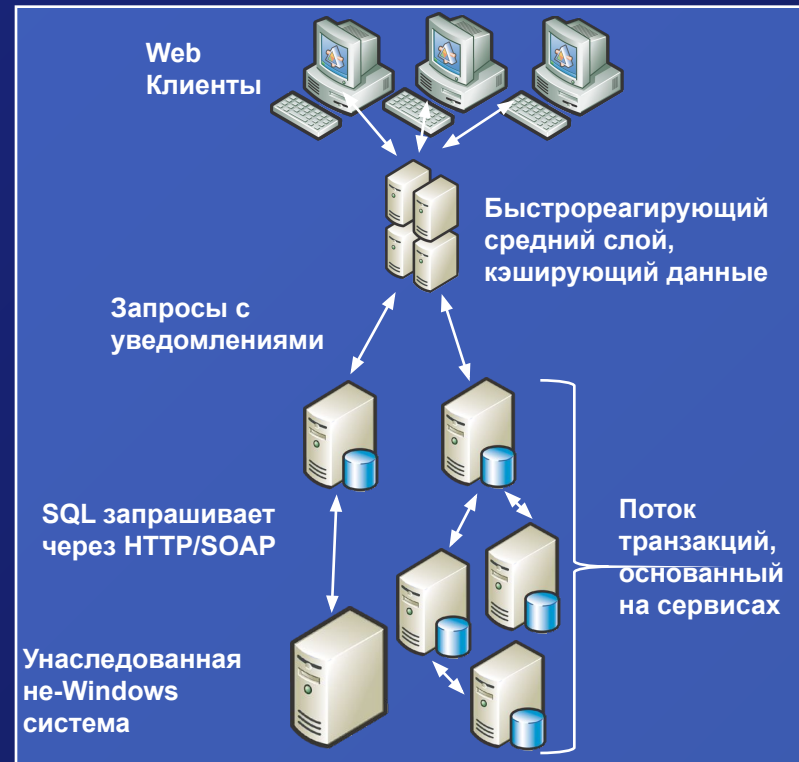 Web
Клиенты
Быстрореагирующий
средний слой,
кэширующий данные
Запросы с
уведомлениями
SQL запрашивает
через HTTP/SOAP
Поток
транзакций,
основанный
на сервисах
Унаследованная
не-Windows
система